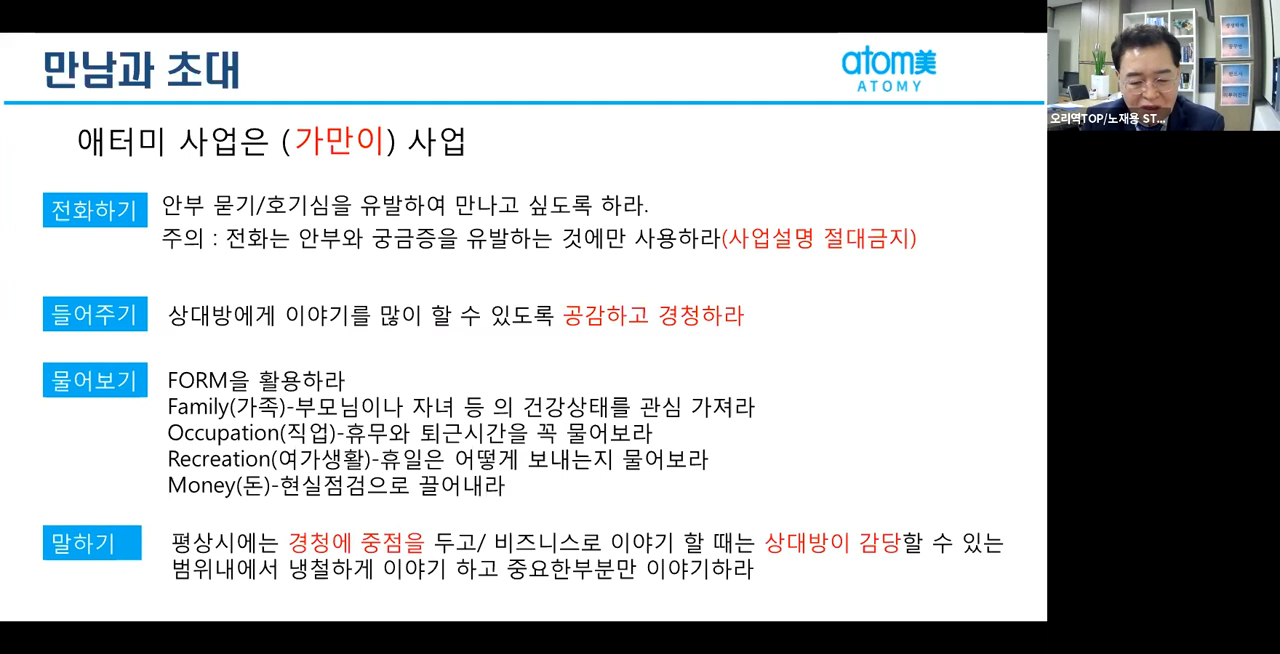 만남과 초대
atom美
ATOMY
애터미 사업은 (가만이) 사업
전화하기
안부 묻기/호기심을 유발하여 만나고 싶도록 하라.
주의 : 전화는 안부와 궁금증을 유발하는 것에만 사용하라(사업설명 절대금지)
들어주기
상대방에게 이야기를 많이 할 수 있도록 공감하고 경청하라
물어보기
FORM을 활용하라
Family(가족)-부모님이나 자녀 등 의 건강상태를 관심 가져라
Occupation(직업)-휴무와 퇴근시간을 꼭 물어보라
Recreation(여가생활)-휴일은 어떻게 보내는지 물어보라
Money(돈)-현실점검으로 끌어내라
말하기
평상시에는 경청에 중점을 두고/ 비즈니스로 이야기 할 때는 상대방이 감당할 수 있는
범위내에서 냉철하게 이야기 하고 중요한부분만 이야기하라
오리역TOP/노재용 ST...